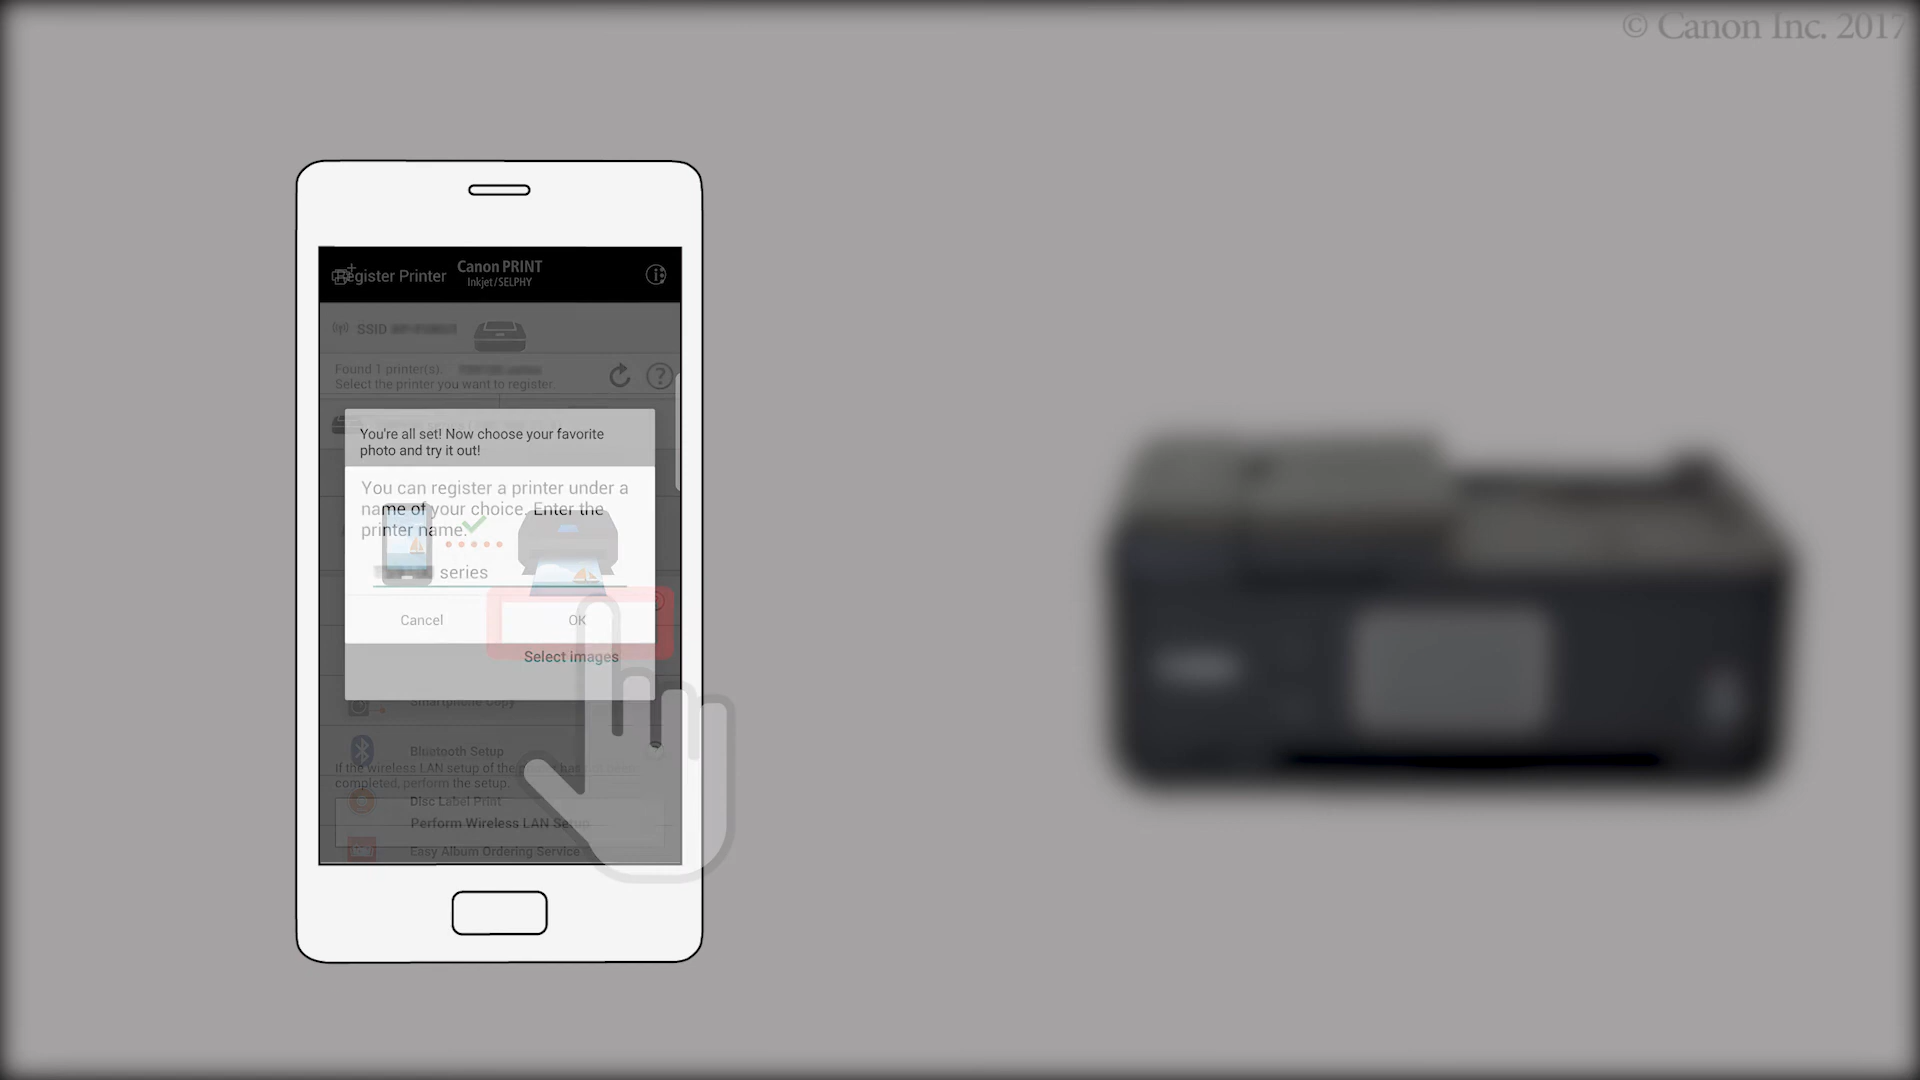 © Canon Inc. 2017
Register Printer
Canon PRINT
Inkjet/SELPHY
SSID
Found 1 printer(s).
Select the printer you want to register.
You're all set! Now choose your favorite
photo and try it out!
You can register a printer under a
name of your choice. Enter the
printer name.
series
Cancel
OK
Select images
Smartphone Copy
Bluetooth Setup
If the wireless LAN setup of the
completed, perform the setup.
Disc Label Print
Perform Wireless LAN Setup
Easy Album Ordering Service